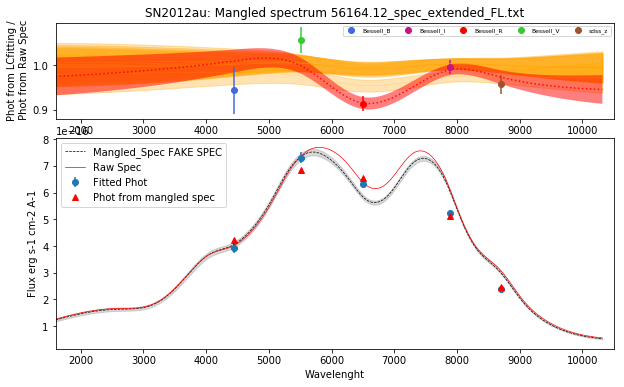 SN2012au: Mangled spectrum 56164.12_spec_extended_FL.txt
Phot from LCfitting /
Phot from Raw Spec
1.0
0.9
Bessell_B Bessell_I Bessell_R Bessell_V sdss_z
2000 3000 4000 5000 6000 7000 8000 9000 10000
Flux erg s-1 cm-2 A-1
8
7
6
5
4
3
2
1
Mangled_Spec FAKE SPEC
Raw Spec
Fitted Phot
Phot from mangled spec
2000 3000 4000 5000 6000 7000 8000 9000 10000
Wavelenght